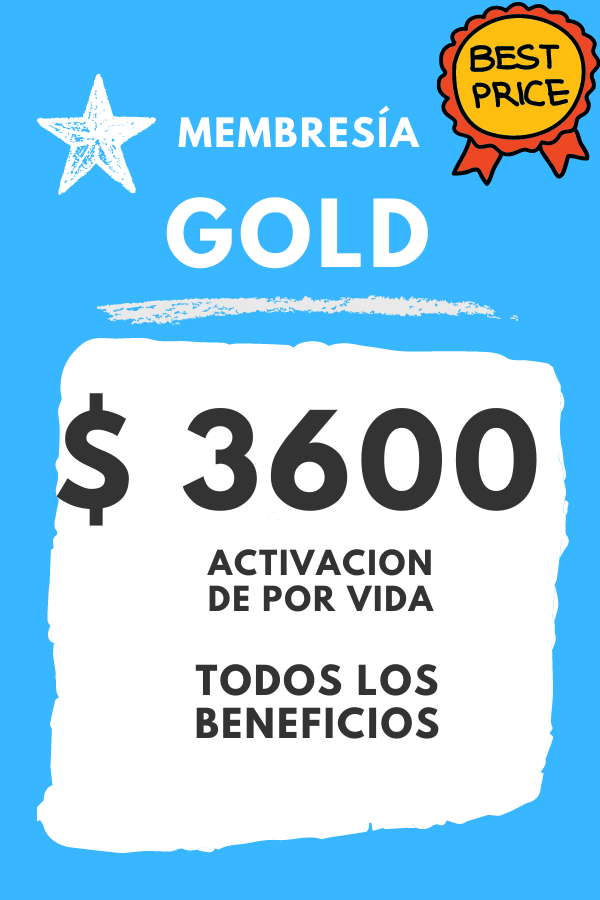 BEST
PRICE
MEMBRESÍA
GOLD
$ 3600
ACTIVACION
DE POR VIDA
TODOS LOS
BENEFICIOS